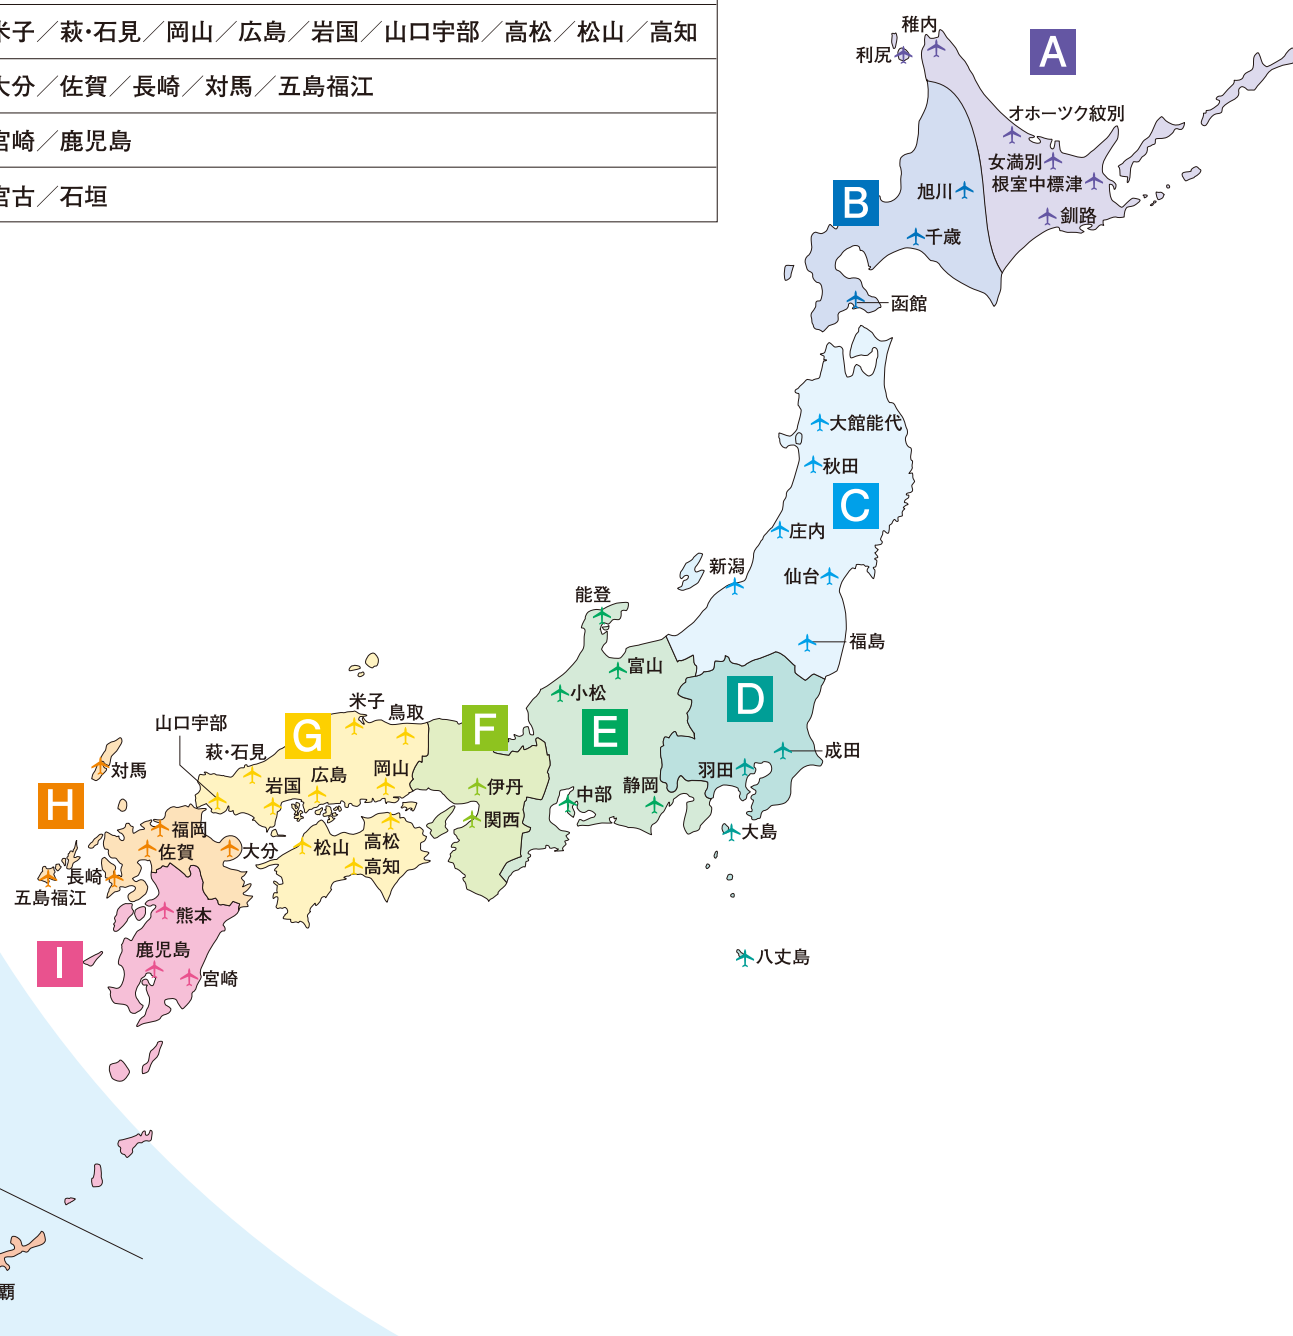 米子／萩・石見／岡山／広島／岩国／山口宇部／高松／松山／高知
大分／佐賀／長崎／対馬／五島福江
宮崎／鹿児島
宮古／石垣
稚内
利尻
A
オホーツク紋別
女満別
根室中標津
釧路
B
旭川
千歳
函館
大館能代
秋田
C
庄内
新潟
仙台
福島
能登
富山
小松
D
E
成田
羽田
静岡
中部
大島
八丈島
F
伊丹
関西
米子
鳥取
G
山口宇部
萩・石見
岩国
広島
岡山
松山
高松
高知
対馬
H
福岡
佐賀
大分
長崎
五島福江
熊本
I
鹿児島
宮崎
覇